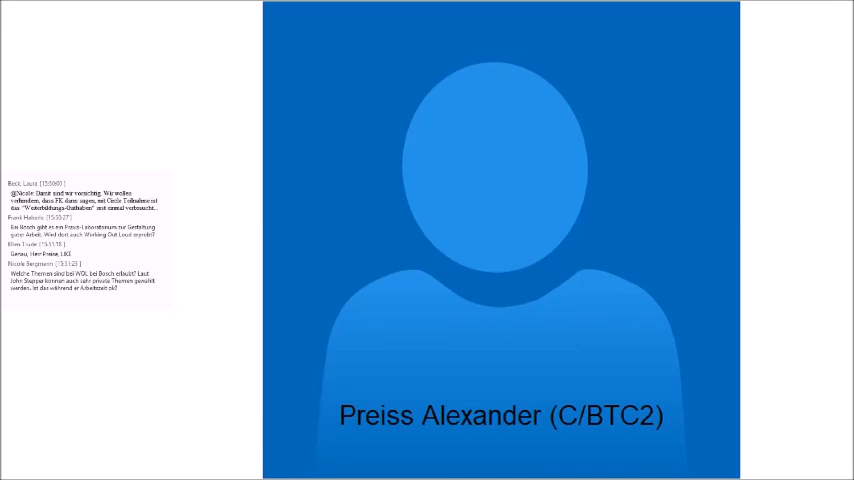 Beck, Laura [15:50:00 ]
@Nicole: Damit sind wir vorsichtig. Wir wollen
verhindern, dass FK dann sagen, mit Circle Teilnahme ist
das "Weiterbildungs-Guthaben" erst einmal verbraucht...
Frank Haberle [15:50:27 ]
Bei Bosch gibt es ein Praxis-Laboratorium zur Gestaltung
guter Arbeit. Wird dort auch Working Out Loud erprobt?
Ellen Trude [15:51:18 ]
Genau, Herr Preiss, LIKE
Nicole Bergmann [15:51:23 ]
Welche Themen sind bei WOL bei Bosch erlaubt? Laut
John Stepper können auch sehr private Themen gewählt
werden. Ist das während er Arbeitszeit ok?
Preiss Alexander (C/BTC2)